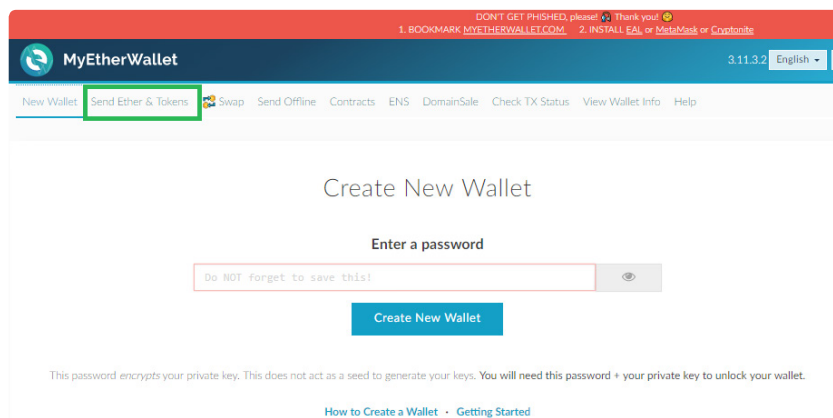 DON'T GET PHISHED, please! Thank you!
1. BOOKMARK MYETHERWALLET.COM 2. INSTALL EAL or MetaMask or Cryptonite
MyEtherWallet
3.11.3.2 English
New Wallet Send Ether & Tokens Swap Send Offline Contracts ENS DomainSale Check TX Status View Wallet Info Help
Create New Wallet
Enter a password
Do NOT forget to save this!
Create New Wallet
This password encrypts your private key. This does not act as a seed to generate your keys. You will need this password + your private key to unlock your wallet.
How to Create a Wallet · Getting Started